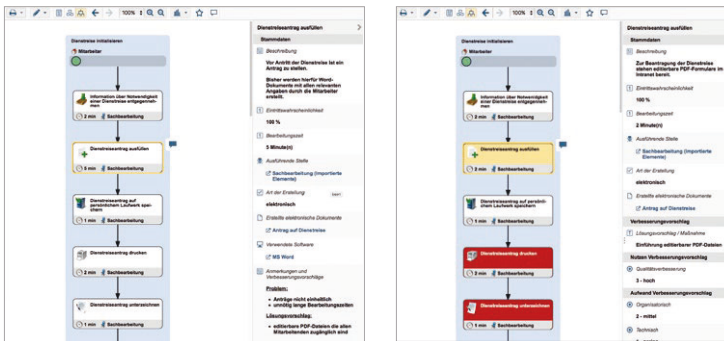 100%
Dienstreise initialisieren
Mitarbeiter
Information über Notwendigkeit
einer Dienstreise entgegennehmen
2 min
Sachbearbeitung
Dienstreiseantrag ausfüllen
5 min
Sachbearbeitung
Dienstreiseantrag auf
persönlichem Laufwerk spei-
chern
1 min
Sachbearbeitung
Dienstreiseantrag drucken
2 min
Sachbearbeitung
Dienstreiseantrag unterzeichnen
1 min
Sachbearbeitung
Dienstreiseantrag ausfüllen
Stammdaten
Beschreibung
Vor Antritt der Dienstreise ist ein
Antrag zu stellen.
Bisher werden hierfür Word-
Dokumente mit allen relevanten
Angaben durch die Mitarbeiter
erstellt.
Eintrittswahrscheinlichkeit
100 %
Bearbeitungszeit
5 Minute(n)
Ausführende Stelle
Sachbearbeitung (importierte
Elemente)
Art der Erstellung
elektronisch
Erstellte elektronische Dokumente
Antrag auf Dienstreise
Verwendete Software
MS Word
Anmerkungen und
Verbesserungsvorschläge
Problem:
• Anträge nicht einheitlich
• unnötig lange Bearbeitungszeiten
Lösungsvorschlag:
• editierbare PDF-Dateien die allen
Mitarbeitenden zugänglich sind
100%
Dienstreise initialisieren
Mitarbeiter
Information über Notwendigkeit
einer Dienstreise entgegenneh-
men
2 min
Sachbearbeitung
Dienstreiseantrag ausfüllen
2 min
Sachbearbeitung
Dienstreiseantrag auf persönli-
chem Laufwerk speichern
1 min
Sachbearbeitung
Dienstreiseantrag drucken
2 min
Sachbearbeitung
Dienstreiseantrag unterzeichnen
1 min
Sachbearbeitung
Dienstreiseantrag ausfüllen
Stammdaten
Beschreibung
Zur Beantragung der Dienstreise
stehen editierbare PDF-Formulare im
Intranet bereit.
Eintrittswahrscheinlichkeit
100 %
Bearbeitungszeit
2 Minute(n)
Ausführende Stelle
Sachbearbeitung (importierte
Elemente)
Art der Erstellung
elektronisch
Erstellte elektronische Dokumente
Antrag auf Dienstreise
Verbesserungsvorschlag
Lösungsvorschlag / Maßnahme
Einführung editierbarer PDF-Dateien
Nutzen Verbesserungsvorschlag
Qualitätverbesserung
3 - hoch
Aufwand Verbesserungsvorschlag
Organisatorisch
2 - mittel
Technisch